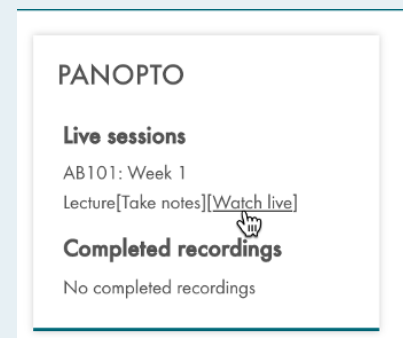 PANOPTO
Live sessions
AB101: Week 1
Lecture[Take notes][Watch live]
Completed recordings
No completed recordings